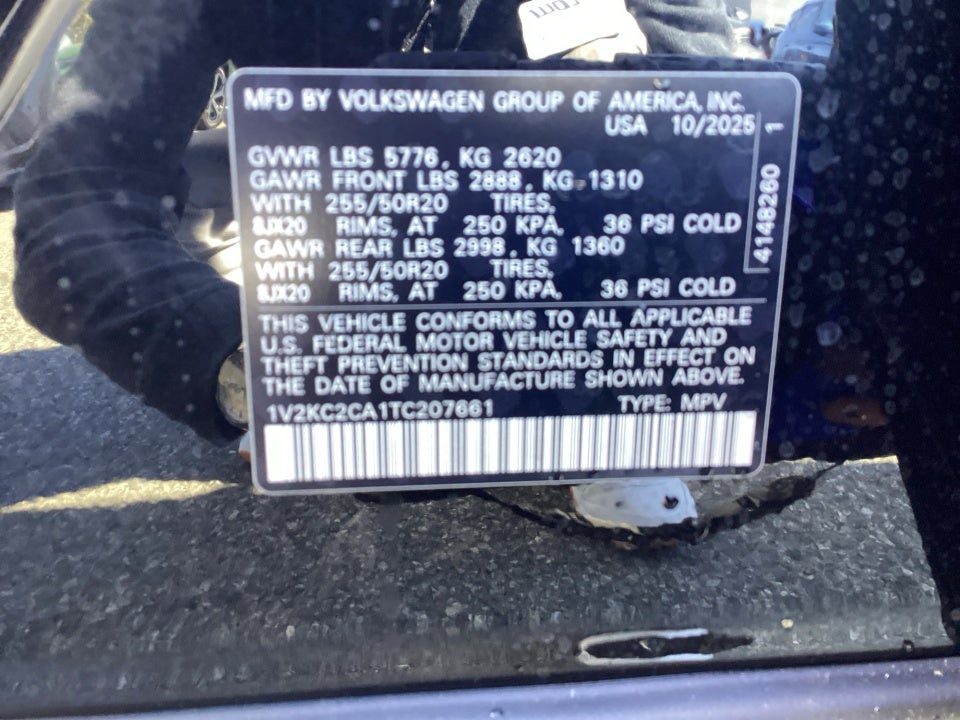 MFD BY VOLKSWAGEN GROUP OF AMERICA, INC.
USA 10/2025 1
GVWR LBS 5776, KG 2620
GAWR FRONT LBS 2888, KG 1310
WITH 255/50R20 TIRES,
8JX20 RIMS, AT 250 KPA, 36 PSI COLD
GAWR REAR LBS 2998, KG 1360
WITH 255/50R20 TIRES,
8JX20 RIMS, AT 250 KPA, 36 PSI COLD
4148260
THIS VEHICLE CONFORMS TO ALL APPLICABLE
U.S. FEDERAL MOTOR VEHICLE SAFETY AND
THEFT PREVENTION STANDARDS IN EFFECT ON
THE DATE OF MANUFACTURE SHOWN ABOVE.
1V2KC2CA1TC207661 TYPE: MPV